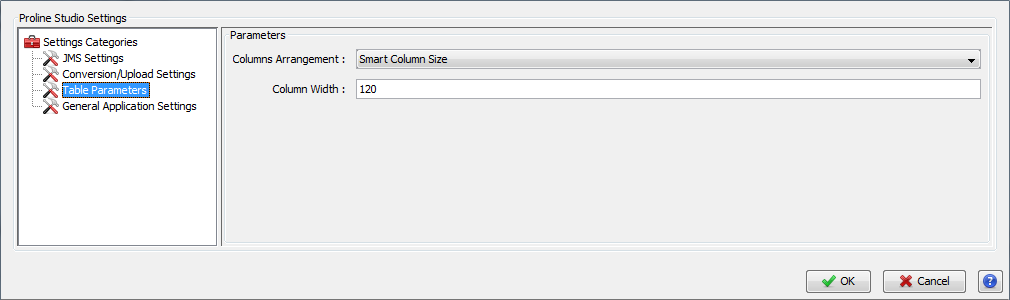 Proline Studio Settings
Settings Categories
JMS Settings
Conversion/Upload Settings
Table Parameters
General Application Settings
Parameters
Columns Arrangement : Smart Column Size
Column Width : 120
OK Cancel ?